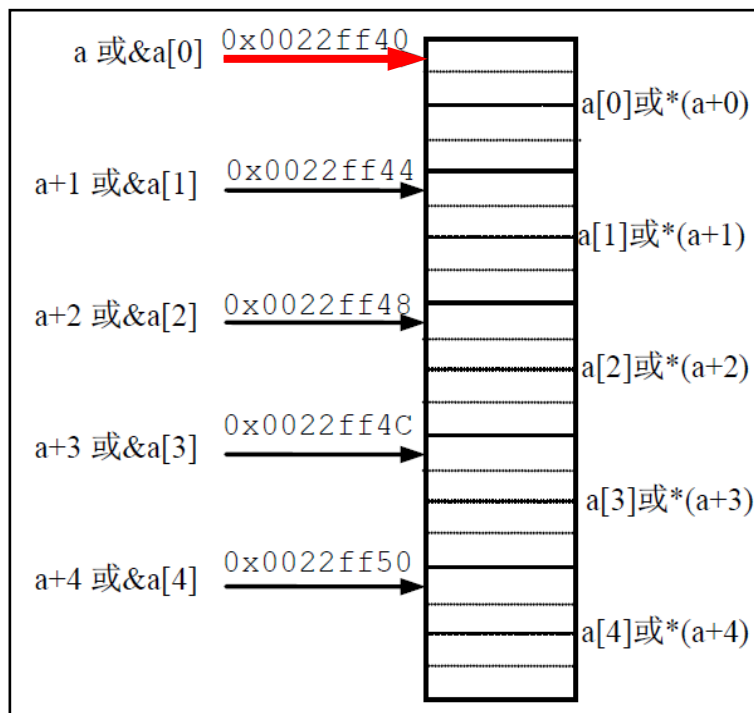 a 或&a[0]
0x0022ff40
a[0]或*(a+0)
a+1 或&a[1]
0x0022ff44
a[1]或*(a+1)
a+2 或&a[2]
0x0022ff48
a[2]或*(a+2)
a+3 或&a[3]
0x0022ff4C
a[3]或*(a+3)
a+4 或&a[4]
0x0022ff50
a[4]或*(a+4)